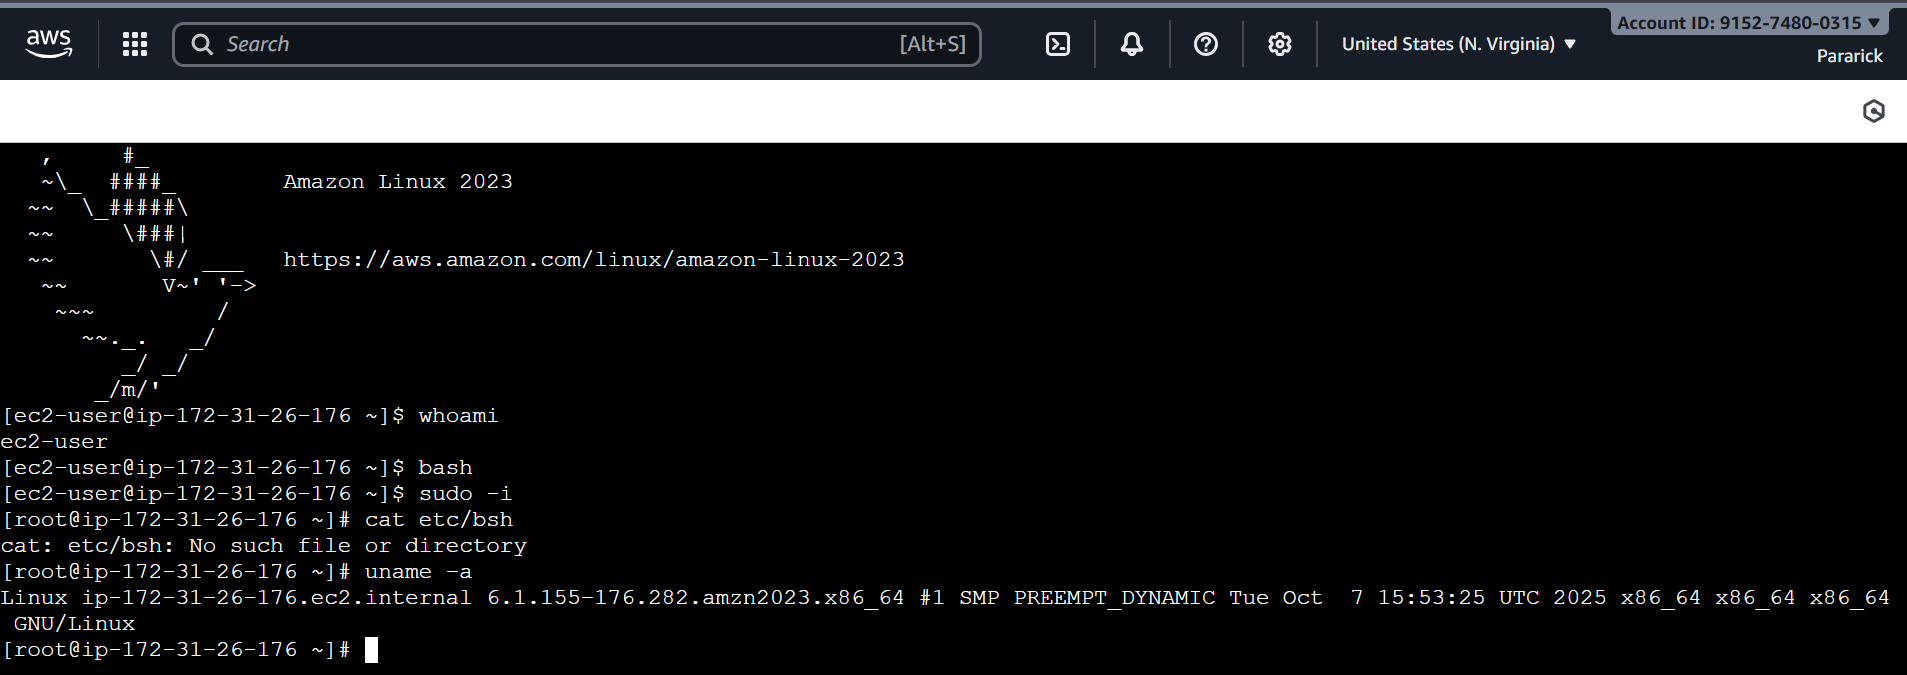 aws
Search
[Alt+S]
United States (N. Virginia)
Account ID: 9152-7480-0315
Pararick
   ,     #_
   ~\_  ####_        Amazon Linux 2023
  ~~  \_#####\
  ~~     \###|
  ~~       \#/ ___   https://aws.amazon.com/linux/amazon-linux-2023
   ~~       V~' '->
    ~~~         /
      ~~._.   _/
         _/ _/
       _/m/'
[ec2-user@ip-172-31-26-176 ~]$ whoami
ec2-user
[ec2-user@ip-172-31-26-176 ~]$ bash
[ec2-user@ip-172-31-26-176 ~]$ sudo -i
[root@ip-172-31-26-176 ~]# cat etc/bsh
cat: etc/bsh: No such file or directory
[root@ip-172-31-26-176 ~]# uname -a
Linux ip-172-31-26-176.ec2.internal 6.1.155-176.282.amzn2023.x86_64 #1 SMP PREEMPT_DYNAMIC Tue Oct  7 15:53:25 UTC 2025 x86_64 x86_64 x86_64
 GNU/Linux
[root@ip-172-31-26-176 ~]#